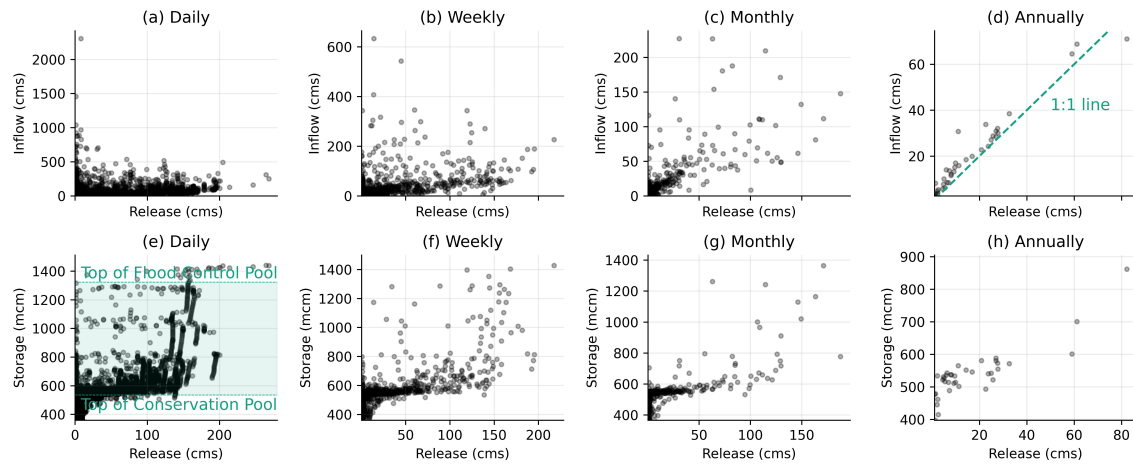 (a) Daily
(b) Weekly
(c) Monthly
(d) Annually
Inflow (cms)
2000
1500
1000
500
0
0
100
200
Release (cms)
Inflow (cms)
600
400
200
0
Release (cms)
Inflow (cms)
200
150
100
50
0
Release (cms)
Inflow (cms)
60
40
20
1:1 line
Release (cms)
(e) Daily
(f) Weekly
(g) Monthly
(h) Annually
Storage (mcm)
1400
1200
1000
800
600
400
Top of Flood Control Pool
Top of Conservation Pool
0
100
200
Release (cms)
Storage (mcm)
1400
1200
1000
800
600
400
50
100
150
200
Release (cms)
Storage (mcm)
1400
1200
1000
800
600
400
50
100
150
Release (cms)
Storage (mcm)
900
800
700
600
500
400
20
40
60
80
Release (cms)